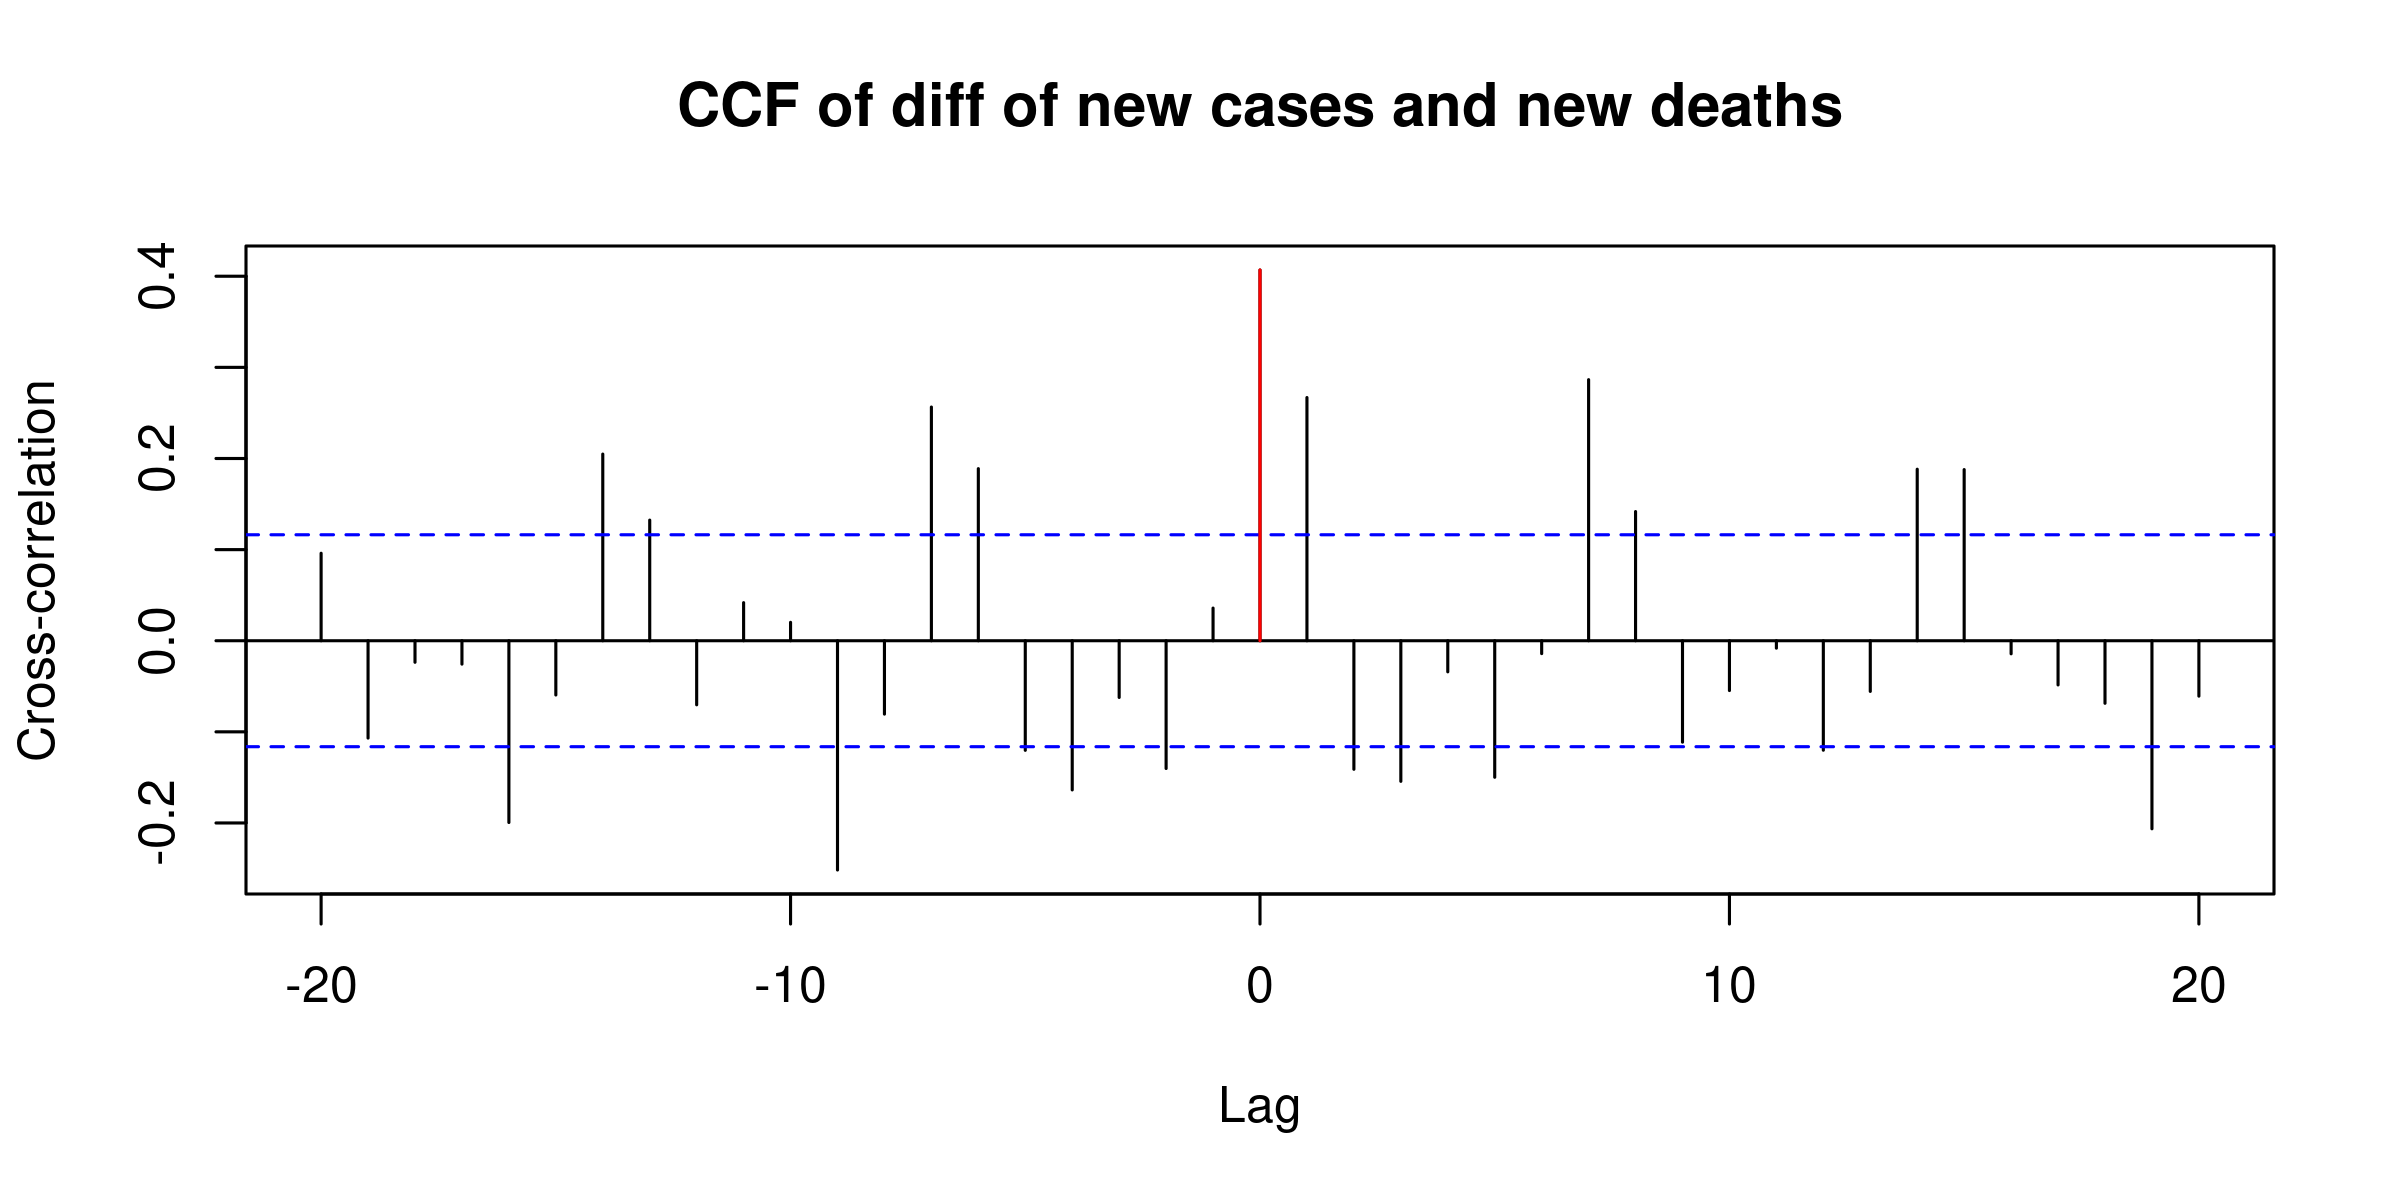 CCF of diff of new cases and new deaths
Cross-correlation
0.4
0.2
0.0
-0.2
-20 -10 0 10 20
Lag